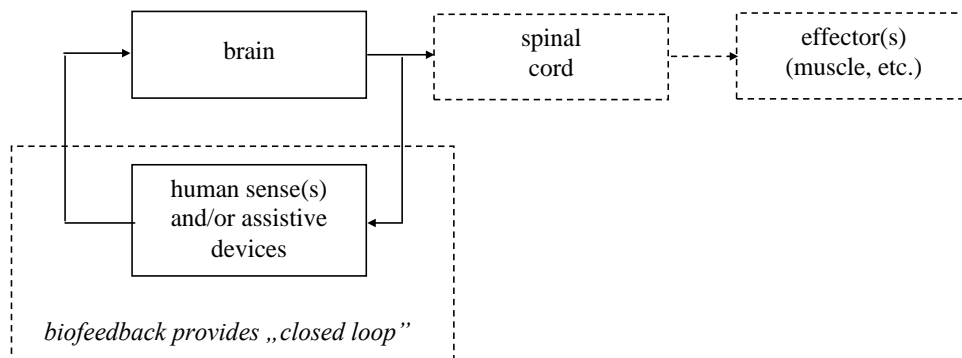 brain
spinal
cord
effector(s)
(muscle, etc.)
human sense(s)
and/or assistive
devices
biofeedback provides „closed loop”